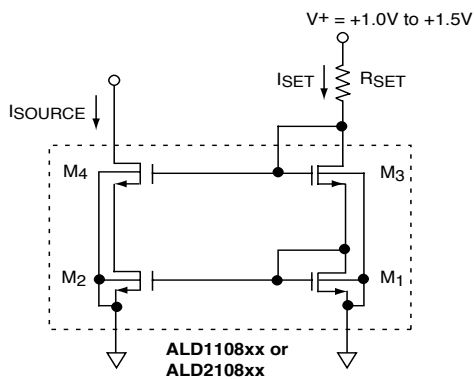 V+ = +1.0V to +1.5V
ISET
RSET
ISOURCE
M4
M3
M2
M1
ALD1108xx or
ALD2108xx